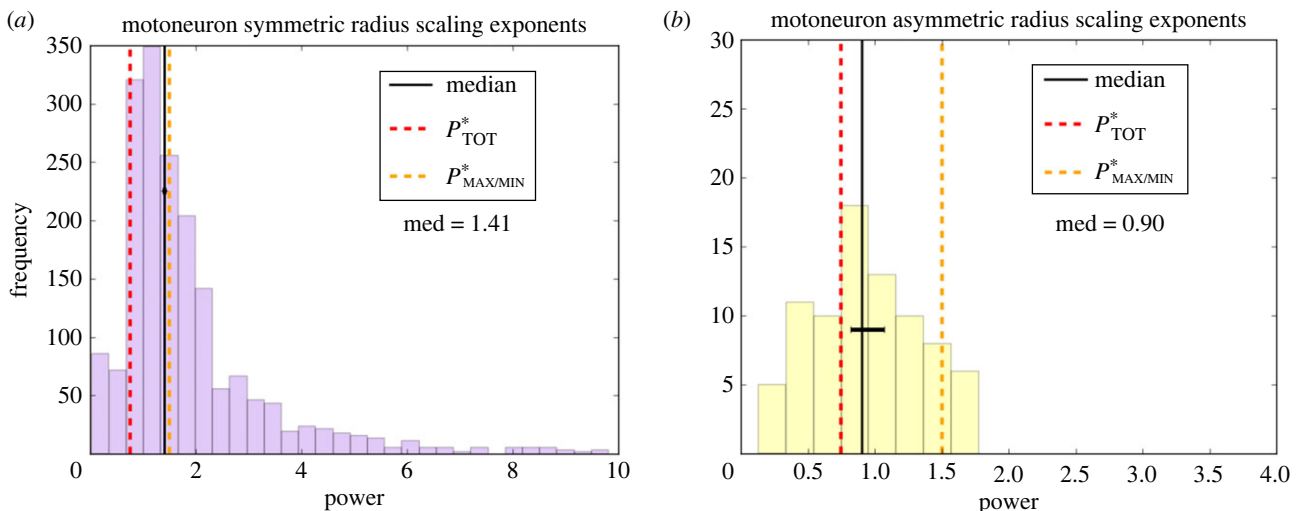 (a) motoneuron symmetric radius scaling exponents
350
300
250
200
150
100
50
0
2
4
6
8
10
frequency
power
median
P*TOT
P*MAX/MIN
med = 1.41
(b) motoneuron asymmetric radius scaling exponents
30
25
20
15
10
5
0
0.5
1.0
1.5
2.0
2.5
3.0
3.5
4.0
power
median
P*TOT
P*MAX/MIN
med = 0.90